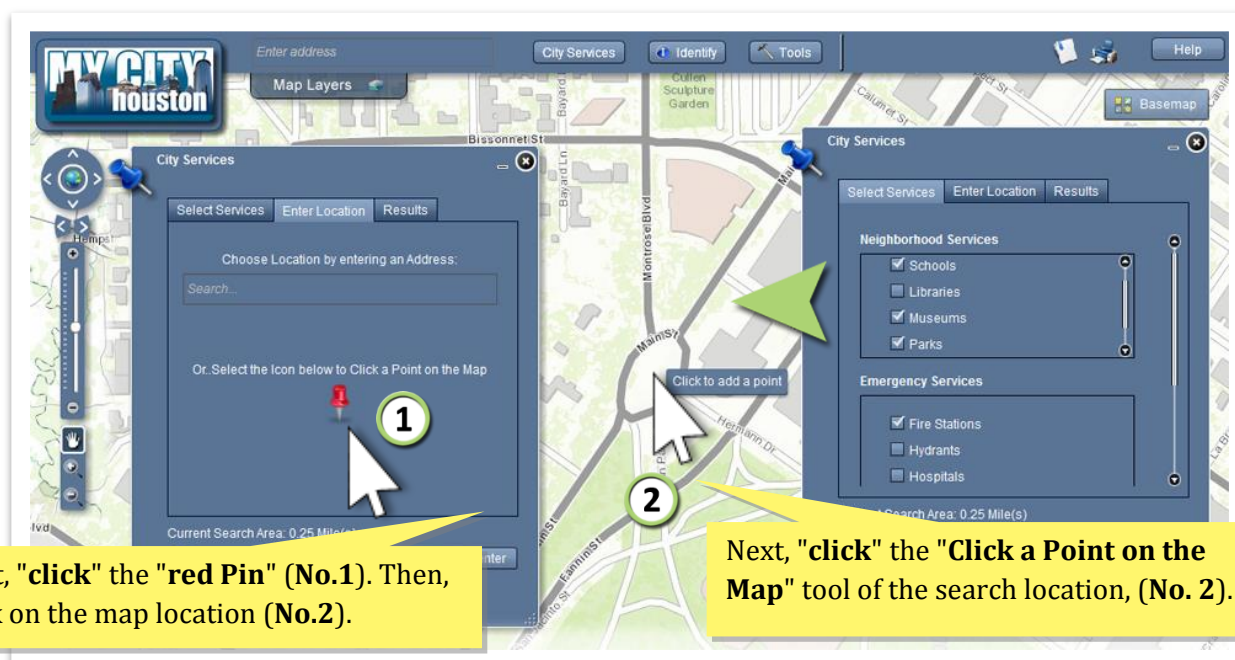 MY CITY
houston
Enter address
City Services
Identify
Tools
Help
Map Layers
Basemap
Cullen
Sculpture
Garden
Bayard
Calumet St
Bissonnet St
Bayard Ln
Montrose Blvd
Main
Main St
Hermann Dr
Fannin St
City Services
Select Services Enter Location Results
Choose Location by entering an Address:
Search...
Or..Select the Icon below to Click a Point on the Map
1
Current Search Area: 0.25 Mile(s)
Click to add a point
2
City Services
Select Services Enter Location Results
Neighborhood Services
Schools
Libraries
Museums
Parks
Emergency Services
Fire Stations
Hydrants
Hospitals
Search Area: 0.25 Mile(s)
, "click" the "red Pin" (No.1). Then,
on the map location (No.2).
Next, "click" the "Click a Point on the
Map" tool of the search location, (No. 2).